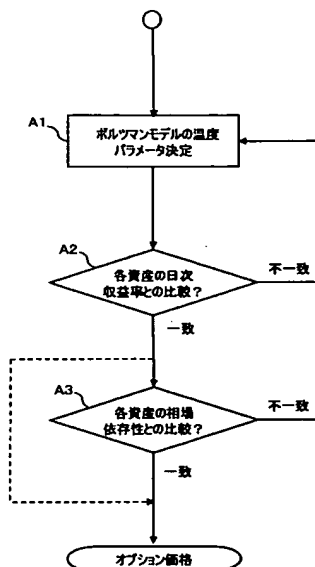 A1
ボルツマンモデルの温度
パラメータ決定
A2
各資産の日次
収益率との比較？
不一致
一致
A3
各資産の相場
依存性との比較？
不一致
一致
オプション価格